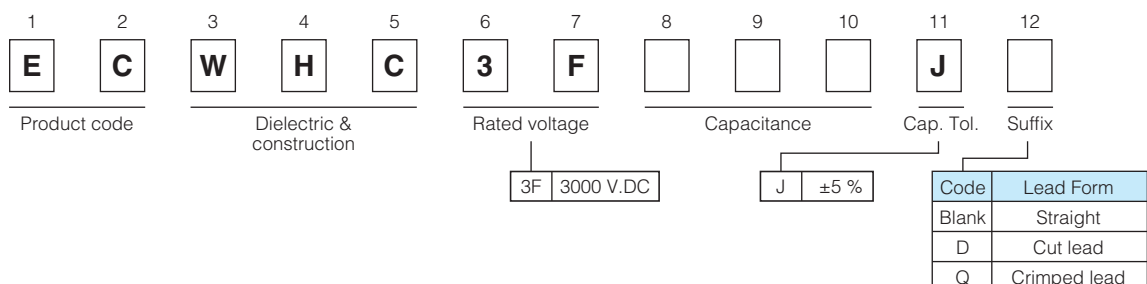 1 2 3 4 5 6 7 8 9 10 11 12
E C W H C 3 F J
Product code Dielectric & Rated voltage Capacitance Cap. Tol. Suffix
construction
3F 3000 V.DC J ±5 %
Code Lead Form
Blank Straight
D Cut lead
Q Crimped lead